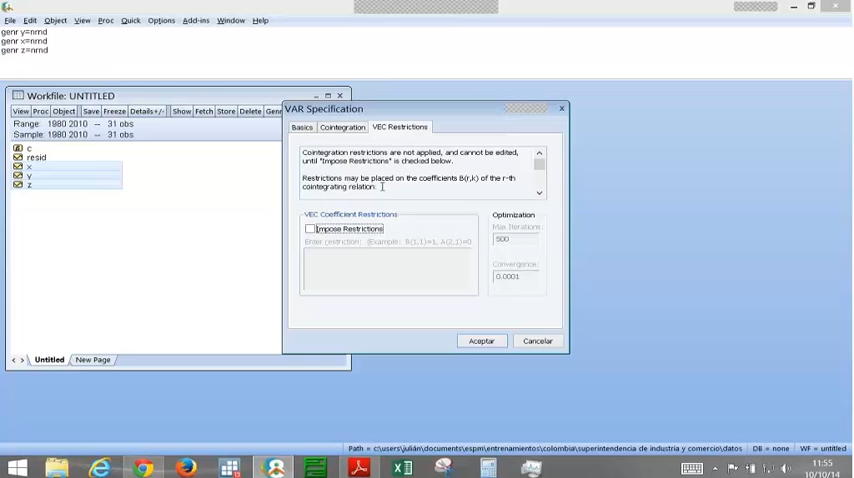 File Edit Object View Proc Quick Options Add-ins Window Help
genr y=nrnd
genr x=nrnd
genr z=nrnd
Workfile: UNTITLED
View Proc Object Save Freeze Details+/- Show Fetch Store Delete Genr
Range: 1980 2010 -- 31 obs
Sample: 1980 2010 -- 31 obs
c
resid
x
y
z
Untitled New Page
VAR Specification
Basics Cointegration VEC Restrictions
Cointegration restrictions are not applied, and cannot be edited,
until "Impose Restrictions" is checked below.
Restrictions may be placed on the coefficients B(r,k) of the r-th
cointegrating relation:
VEC Coefficient Restrictions
Impose Restrictions
Enter restriction: (Example: B(1,1)=1, A(2,1)=0
Optimization
Max Iterations:
500
Convergence:
0.0001
Aceptar Cancelar
Path = c:\users\julián\documents\espm\entrenamientos\colombia\superintendencia de industria y comercio\datos DB = none WF = untitled
11:55
10/10/14